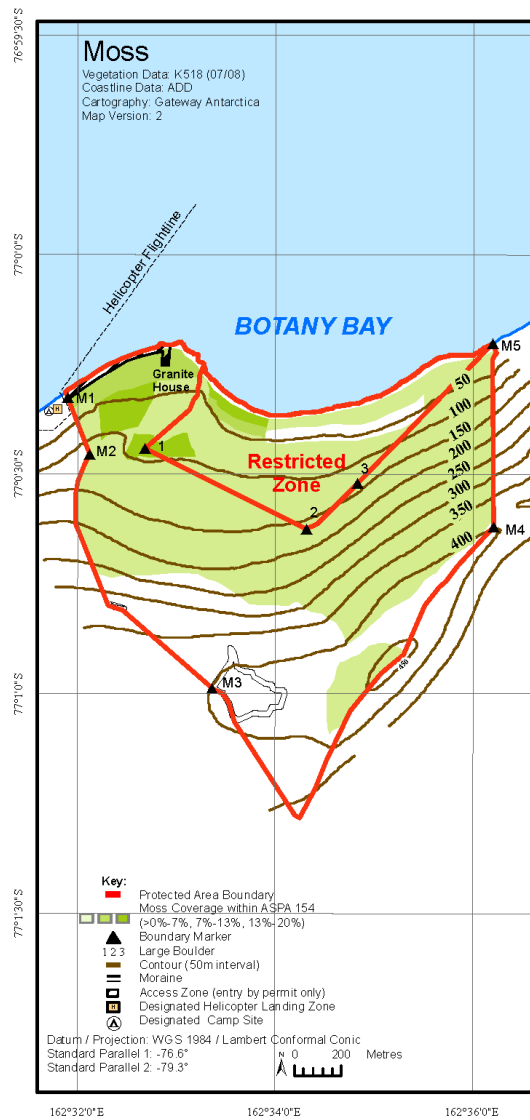 76°59'30"S
Moss
Vegetation Data: K518 (07/08)
Coastline Data: ADD
Cartography: Gateway Antarctica
Map Version: 2
Helicopter Flightline
77°0'0"S
BOTANY BAY
M5
Granite
House
50
M1
H
100
150
M2
1
200
77°0'30"S
Restricted
Zone
3
250
300
350
2
M4
400
450
M3
77°1'0"S
Key:
Protected Area Boundary
Moss Coverage within ASPA 154
(>0%-7%, 7%-13%, 13%-20%)
77°1'30"S
Boundary Marker
1 2 3 Large Boulder
Contour (50m interval)
Moraine
Access Zone (entry by permit only)
H Designated Helicopter Landing Zone
Designated Camp Site
Datum / Projection: WGS 1984 / Lambert Conformal Conic
Standard Parallel 1: -76.6°
Standard Parallel 2: -79.3°
N 0 200 Metres
162°32'0"E 162°34'0"E 162°36'0"E